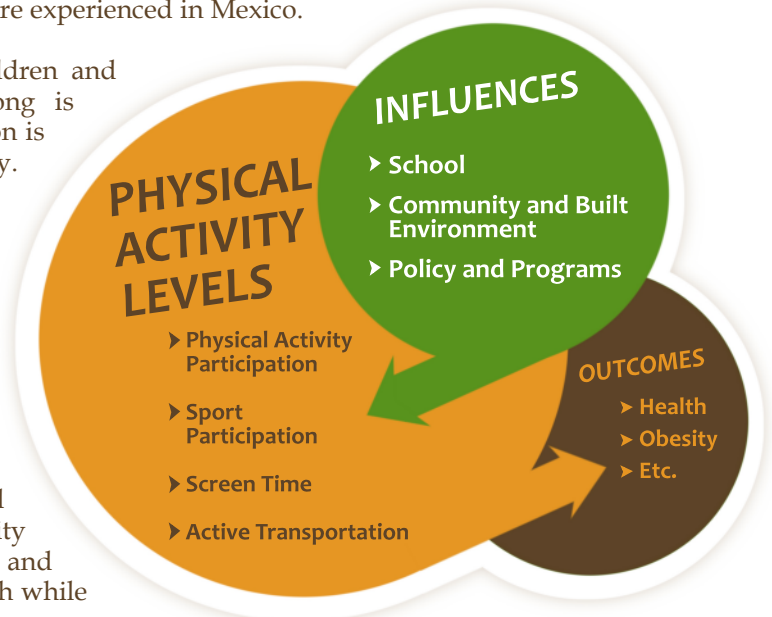 re experienced in Mexico.
ldren and
ong is
on is
y.
l
ity
and
h while
PHYSICAL
ACTIVITY
LEVELS
Physical Activity
Participation
Sport
Participation
Screen Time
Active Transportation
INFLUENCES
School
Community and Built
Environment
Policy and Programs
OUTCOMES
Health
Obesity
Etc.